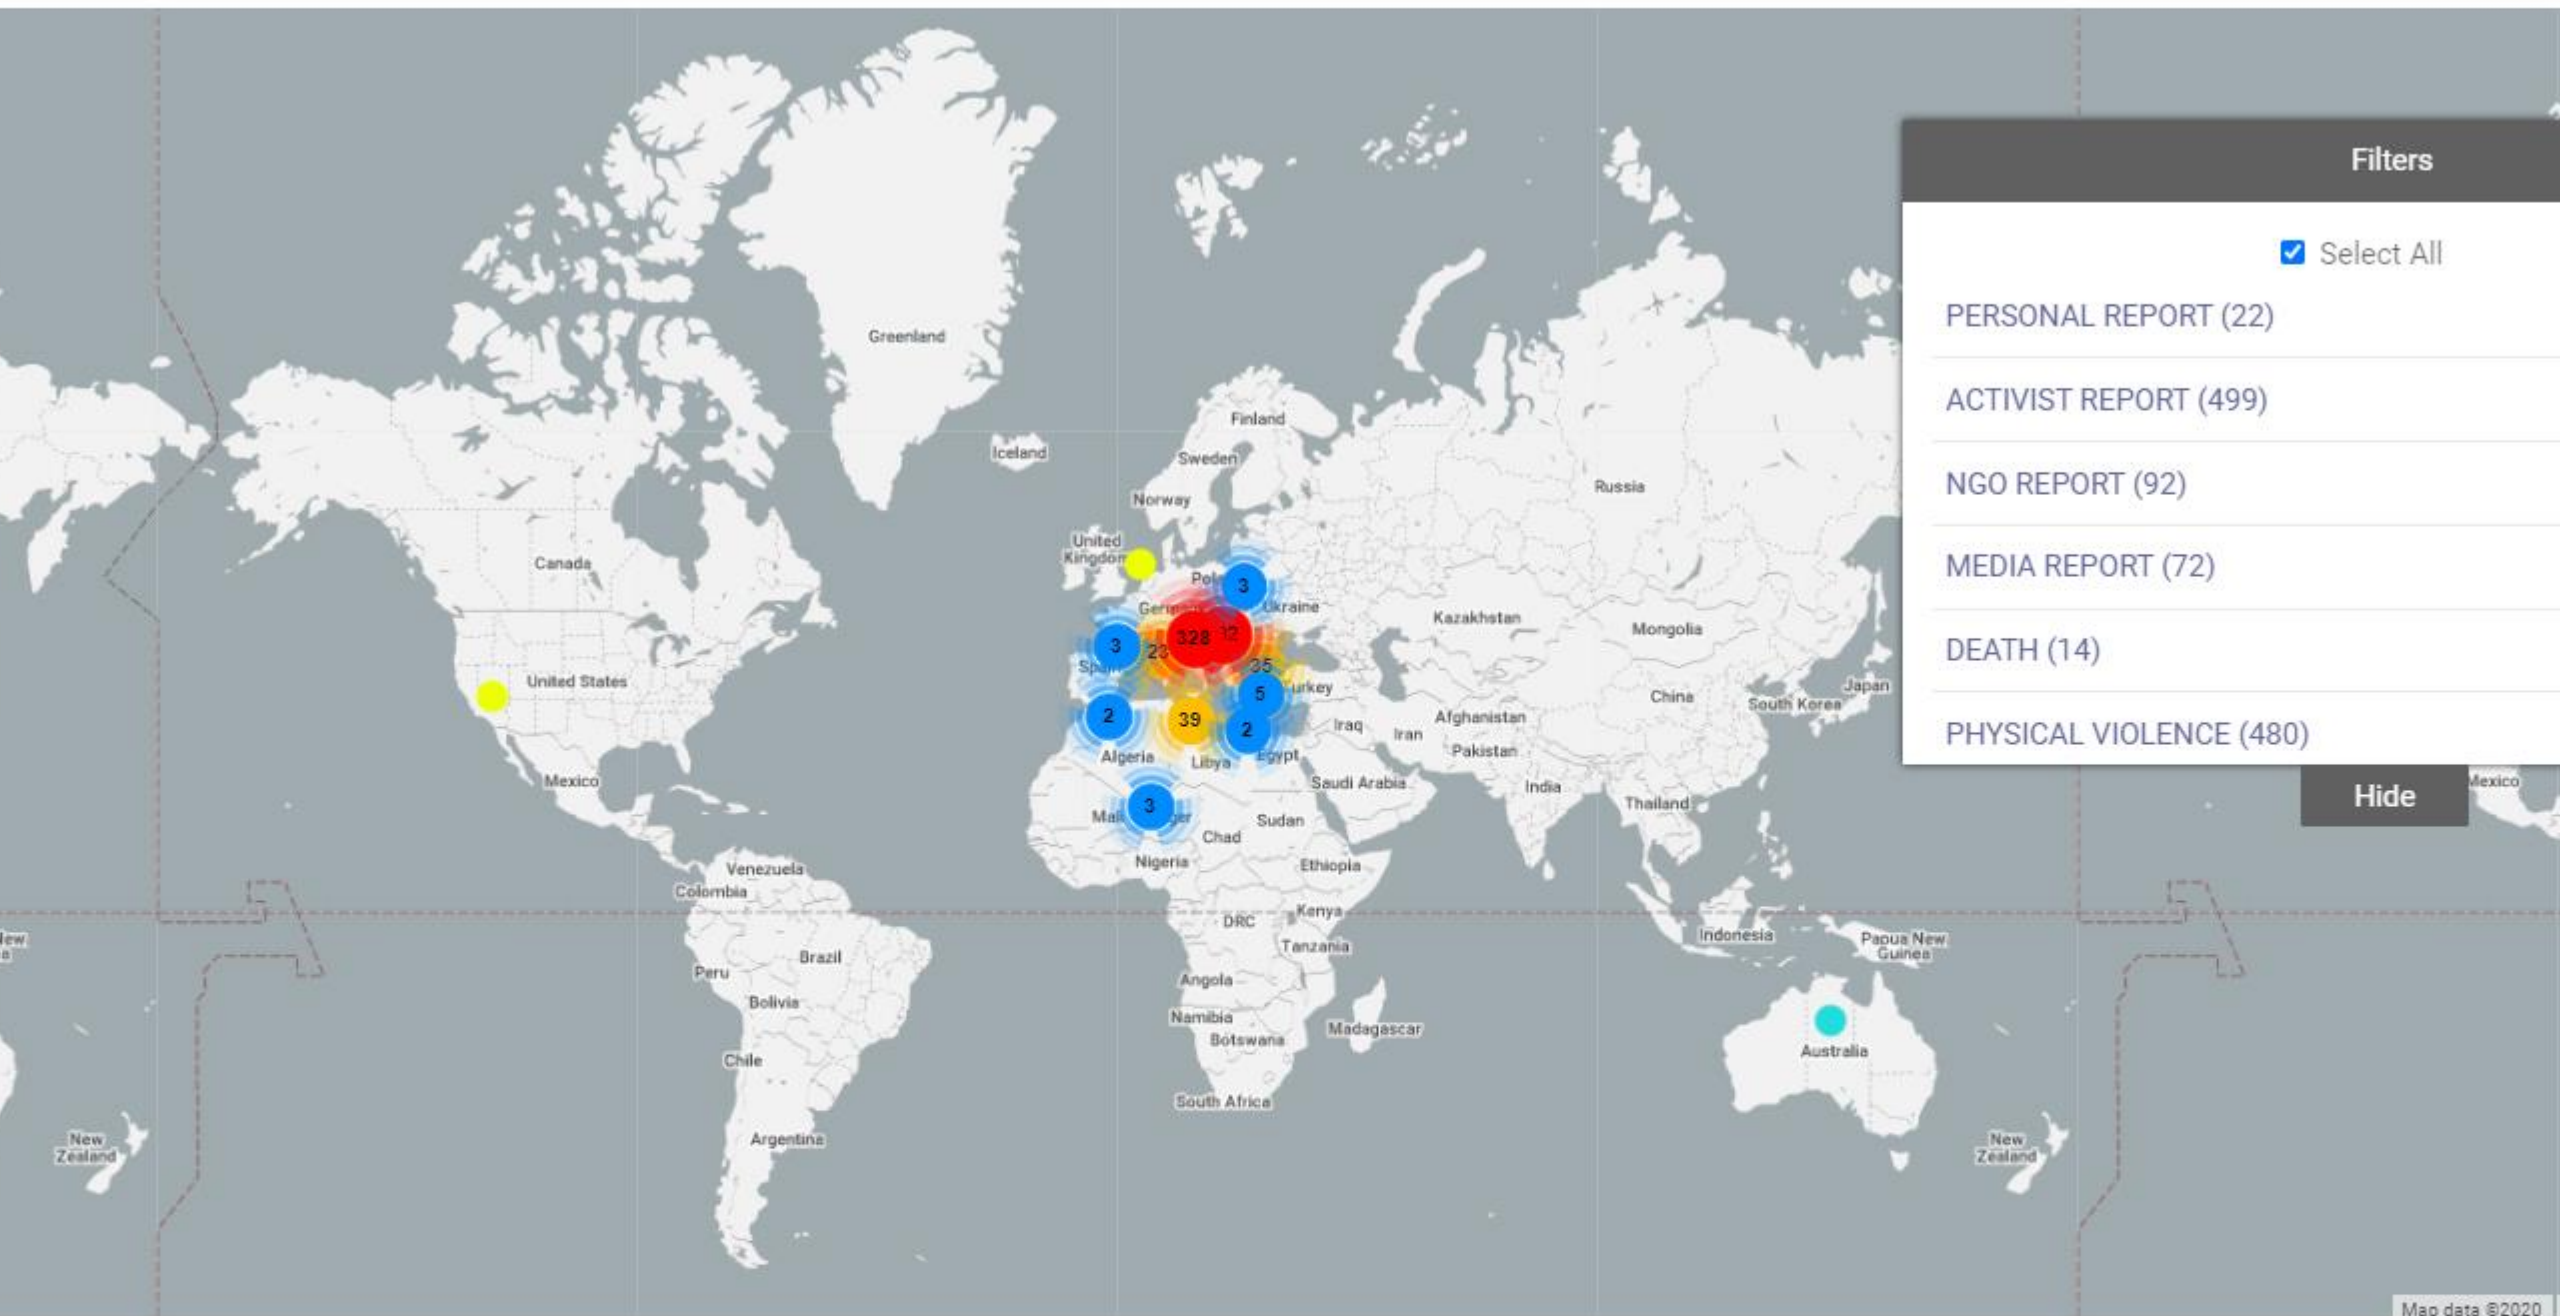 Filters
Select All
PERSONAL REPORT (22)
ACTIVIST REPORT (499)
NGO REPORT (92)
MEDIA REPORT (72)
DEATH (14)
PHYSICAL VIOLENCE (480)
Hide
Greenland
Finland
Iceland
Sweden
Russia
Norway
United
Kingdom
Canada
3
Ukraine
Kazakhstan
Mongolia
328
3
23
35
United States
5
Turkey
China
Japan
South Korea
2
39
2
Iraq
Iran
Afghanistan
Pakistan
Algeria
Libya
Egypt
Mexico
Saudi Arabia
India
Mexico
Thailand
3
Sudan
Chad
Nigeria
Ethiopia
Venezuela
Colombia
Kenya
DRC
Tanzania
Indonesia
Papua New
Guinea
Brazil
Peru
Angola
Bolivia
Namibia
Botswana
Madagascar
Chile
Australia
South Africa
Argentina
New
Zealand
New
Zealand
Map data ©2020